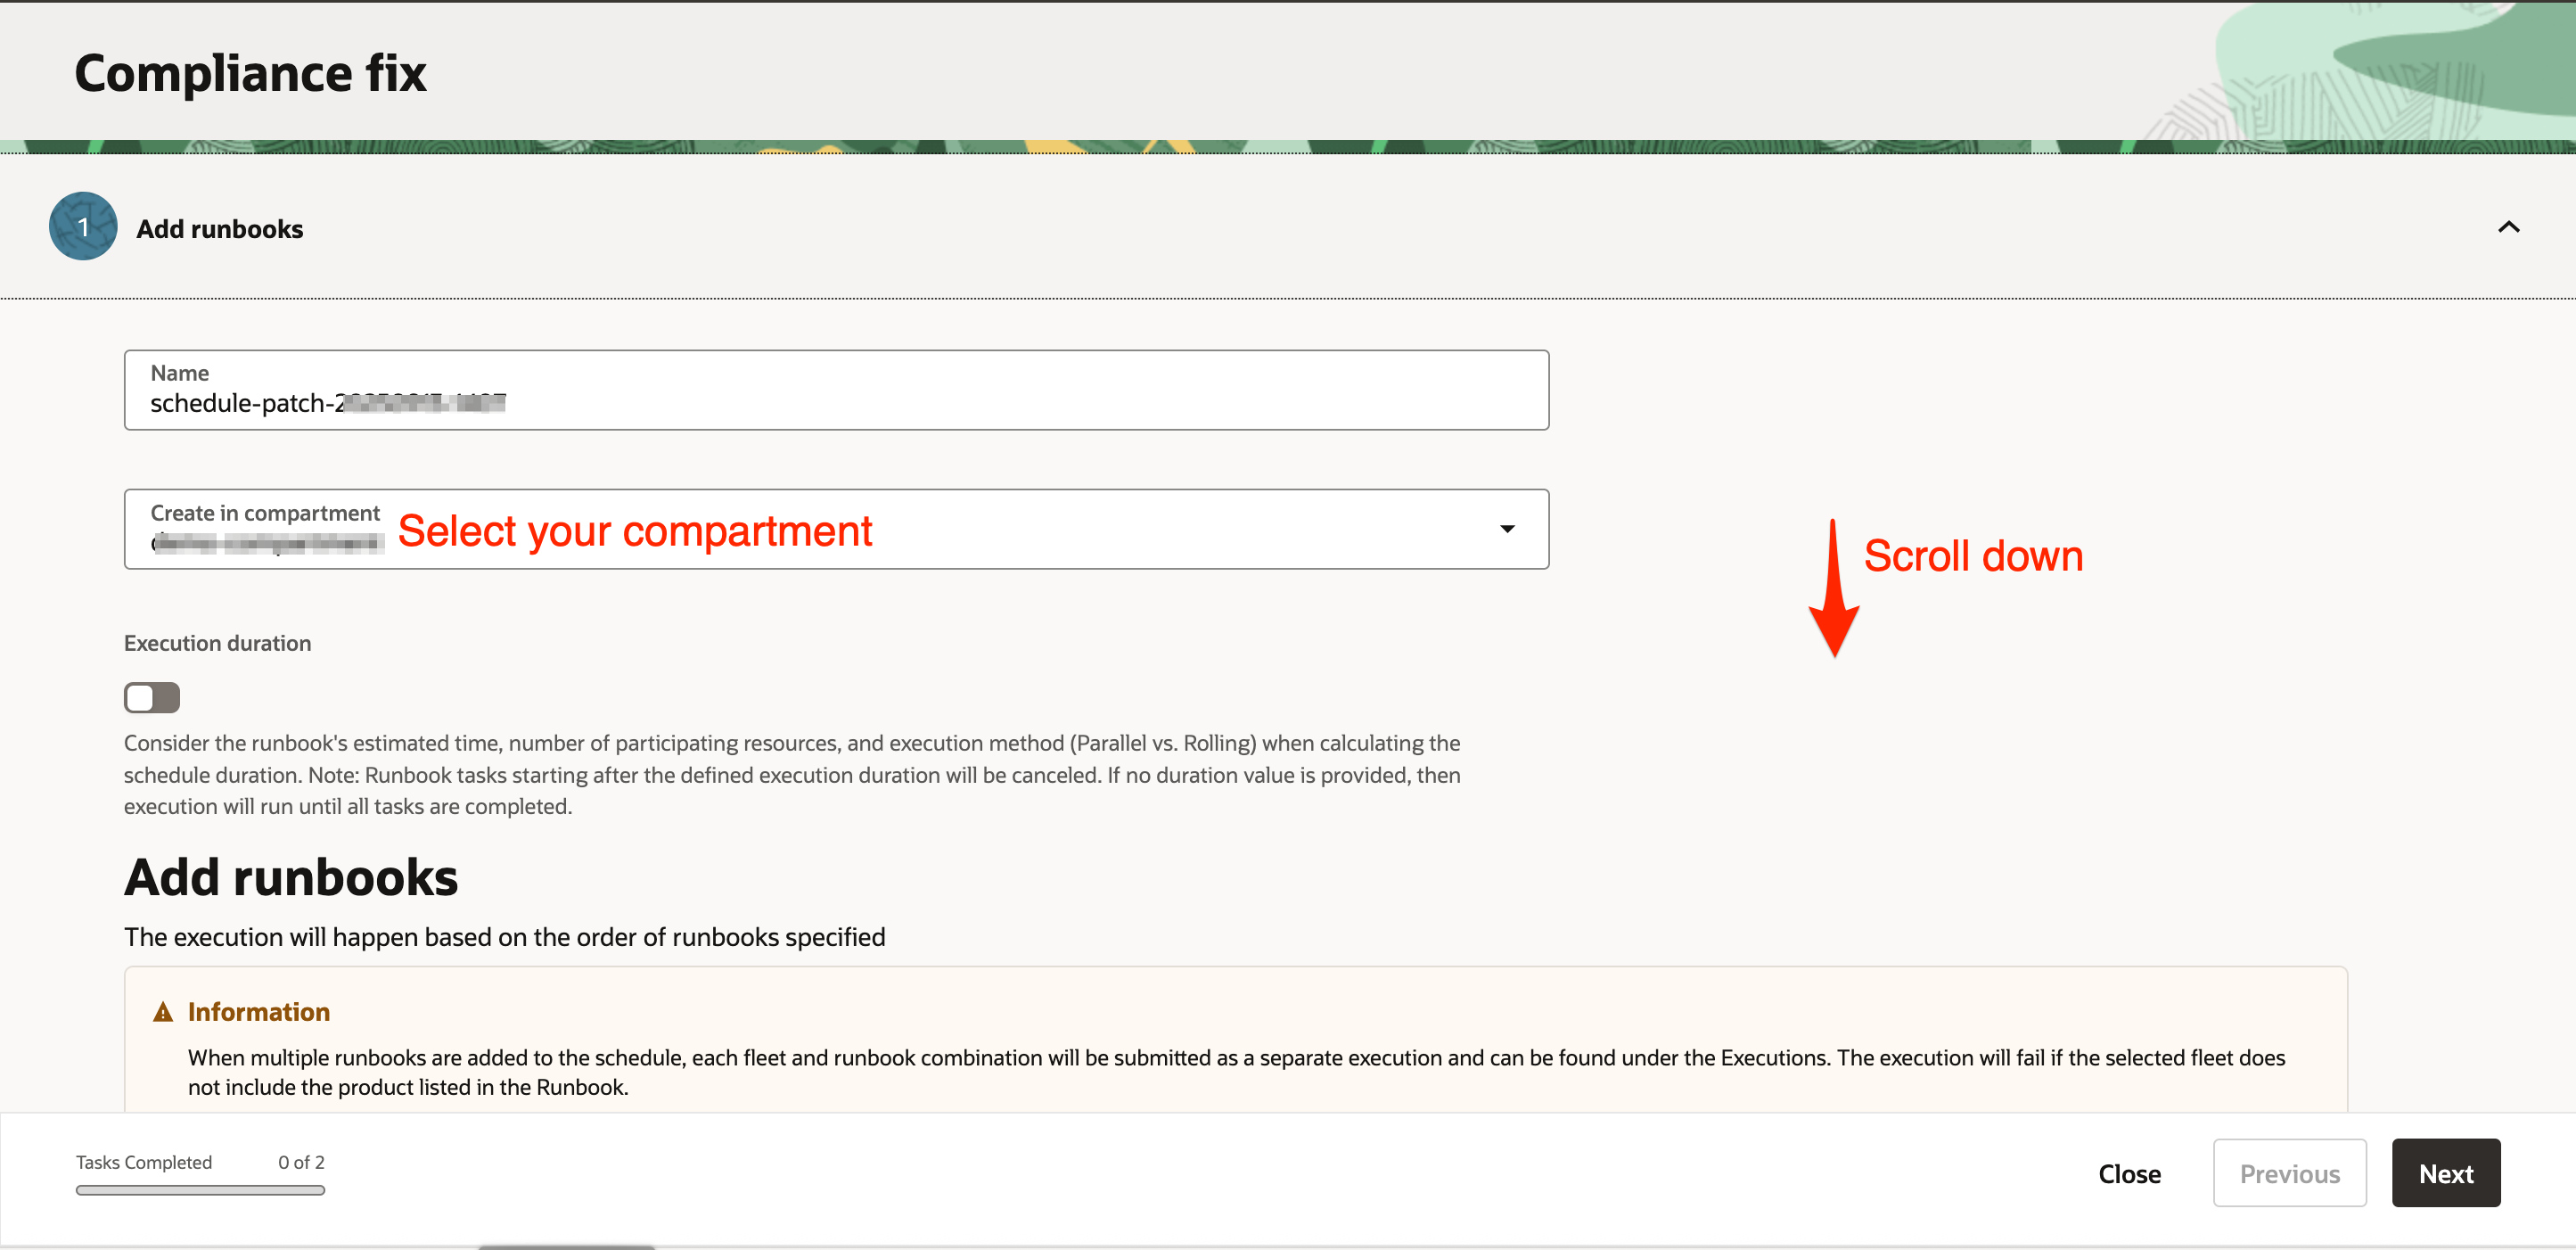 Compliance fix
1
Add runbooks
Name
schedule-patch-
Create in compartment
Select your compartment
Scroll down
Execution duration
Consider the runbook's estimated time, number of participating resources, and execution method (Parallel vs. Rolling) when calculating the
schedule duration. Note: Runbook tasks starting after the defined execution duration will be canceled. If no duration value is provided, then
execution will run until all tasks are completed.
Add runbooks
The execution will happen based on the order of runbooks specified
Information
When multiple runbooks are added to the schedule, each fleet and runbook combination will be submitted as a separate execution and can be found under the Executions. The execution will fail if the selected fleet does
not include the product listed in the Runbook.
Tasks Completed 0 of 2
Close
Previous
Next